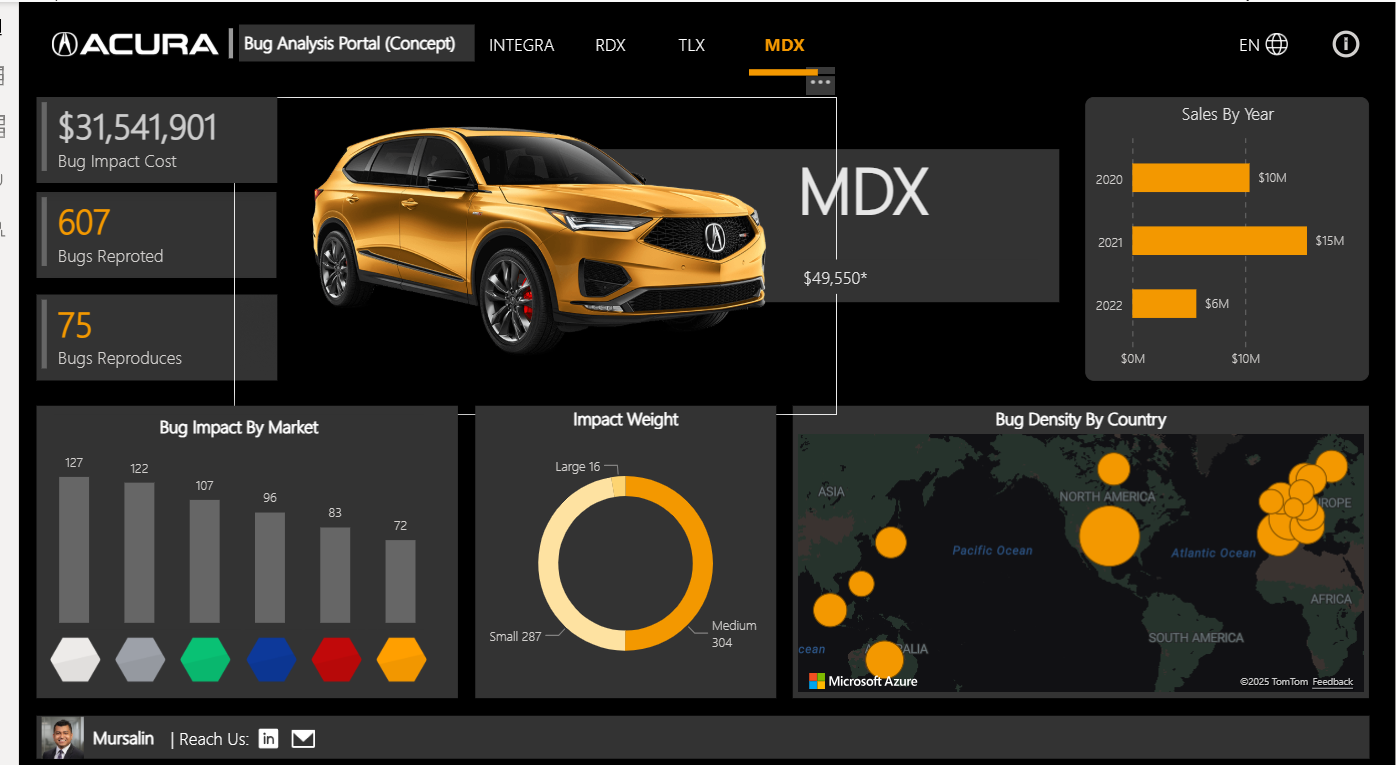 ACURA
Bug Analysis Portal (Concept)
INTEGRA
RDX
TLX
MDX
EN
$31,541,901
Bug Impact Cost
607
Bugs Reproted
75
Bugs Reproduces
MDX
$49,550*
Sales By Year
2020
$10M
2021
$15M
2022
$6M
$0M
$10M
Bug Impact By Market
127
122
107
96
83
72
Impact Weight
Large 16
Small 287
Medium
304
Bug Density By Country
ASIA
NORTH AMERICA
ROPE
Pacific Ocean
Atlantic Ocean
AFRICA
SOUTH AMERICA
cean
ALIA
Microsoft Azure
©2025 TomTom Feedback
Mursalin
| Reach Us:
in